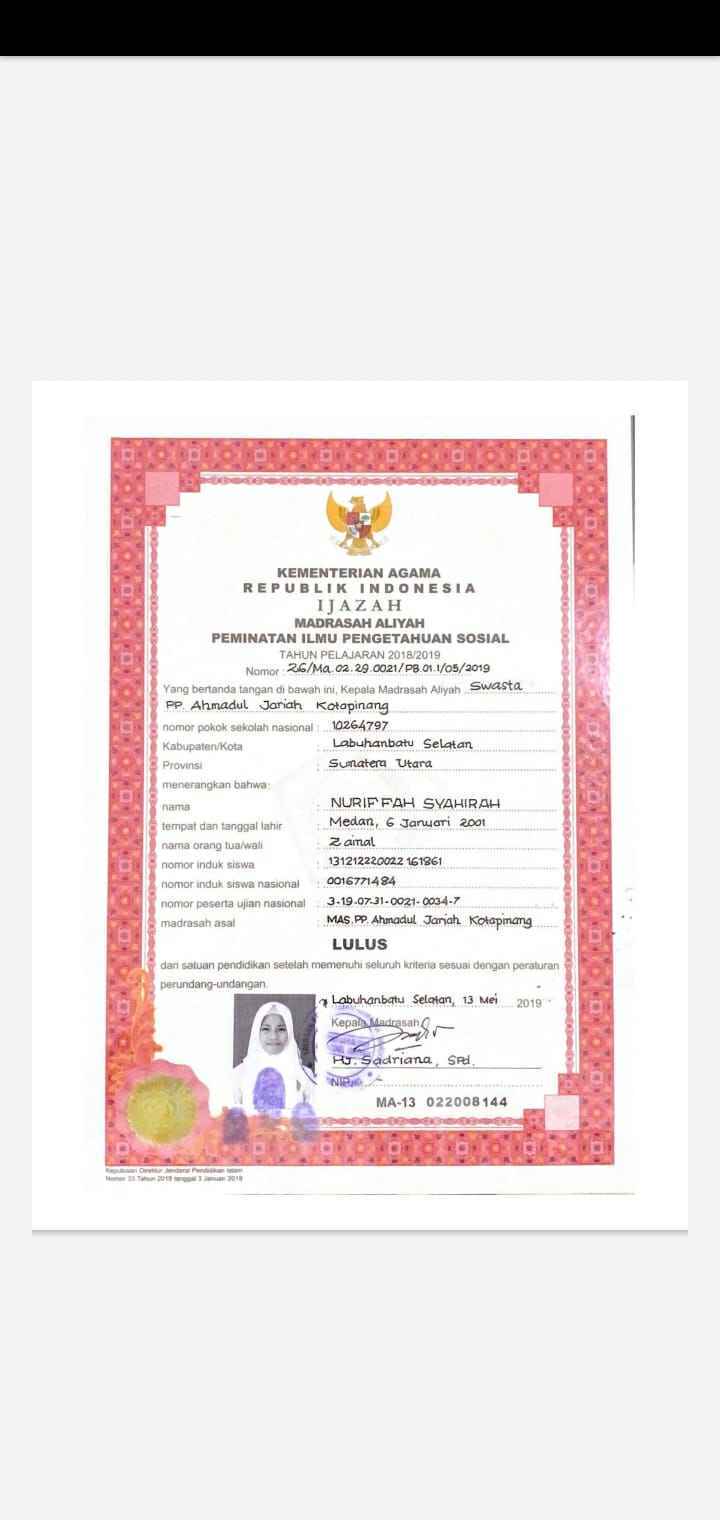 KEMENTERIAN AGAMA
REPUBLIK INDONESIA
IJAZAH
MADRASAH ALIYAH
PEMINATAN ILMU PENGETAHUAN SOSIAL
TAHUN PELAJARAN 2018/2019
Nomor : 26/Ma.02.29.0021/PB.01.1/05/2019
Yang bertanda tangan di bawah ini, Kepala Madrasah Aliyah Swasta
PP. Ahmadul Jariah Kotapinang
nomor pokok sekolah nasional : 10264797
Kabupaten/Kota : Labuhanbatu Selatan
Provinsi : Sumatera Utara
menerangkan bahwa:
nama : NURIFFAH SYAHIRAH
tempat dan tanggal lahir : Medan, 6 Januari 2001
nama orang tua/wali : Zainal
nomor induk siswa : 131212220022161861
nomor induk siswa nasional : 0016771484
nomor peserta ujian nasional : 3-19-07-31-0021-0034-7
madrasah asal : MAS.PP. Ahmadul Jariah Kotapinang
LULUS
dari satuan pendidikan setelah memenuhi seluruh kriteria sesuai dengan peraturan
perundang-undangan.
Labuhanbatu Selatan, 13 Mei 2019
Kepala Madrasah
Hj. Sadriana, SPd.
NIP.
MA-13 022008144
Keputusan Direktur Jenderal Pendidikan Islam
Nomor 33 Tahun 2019 tanggal 3 Januari 2019